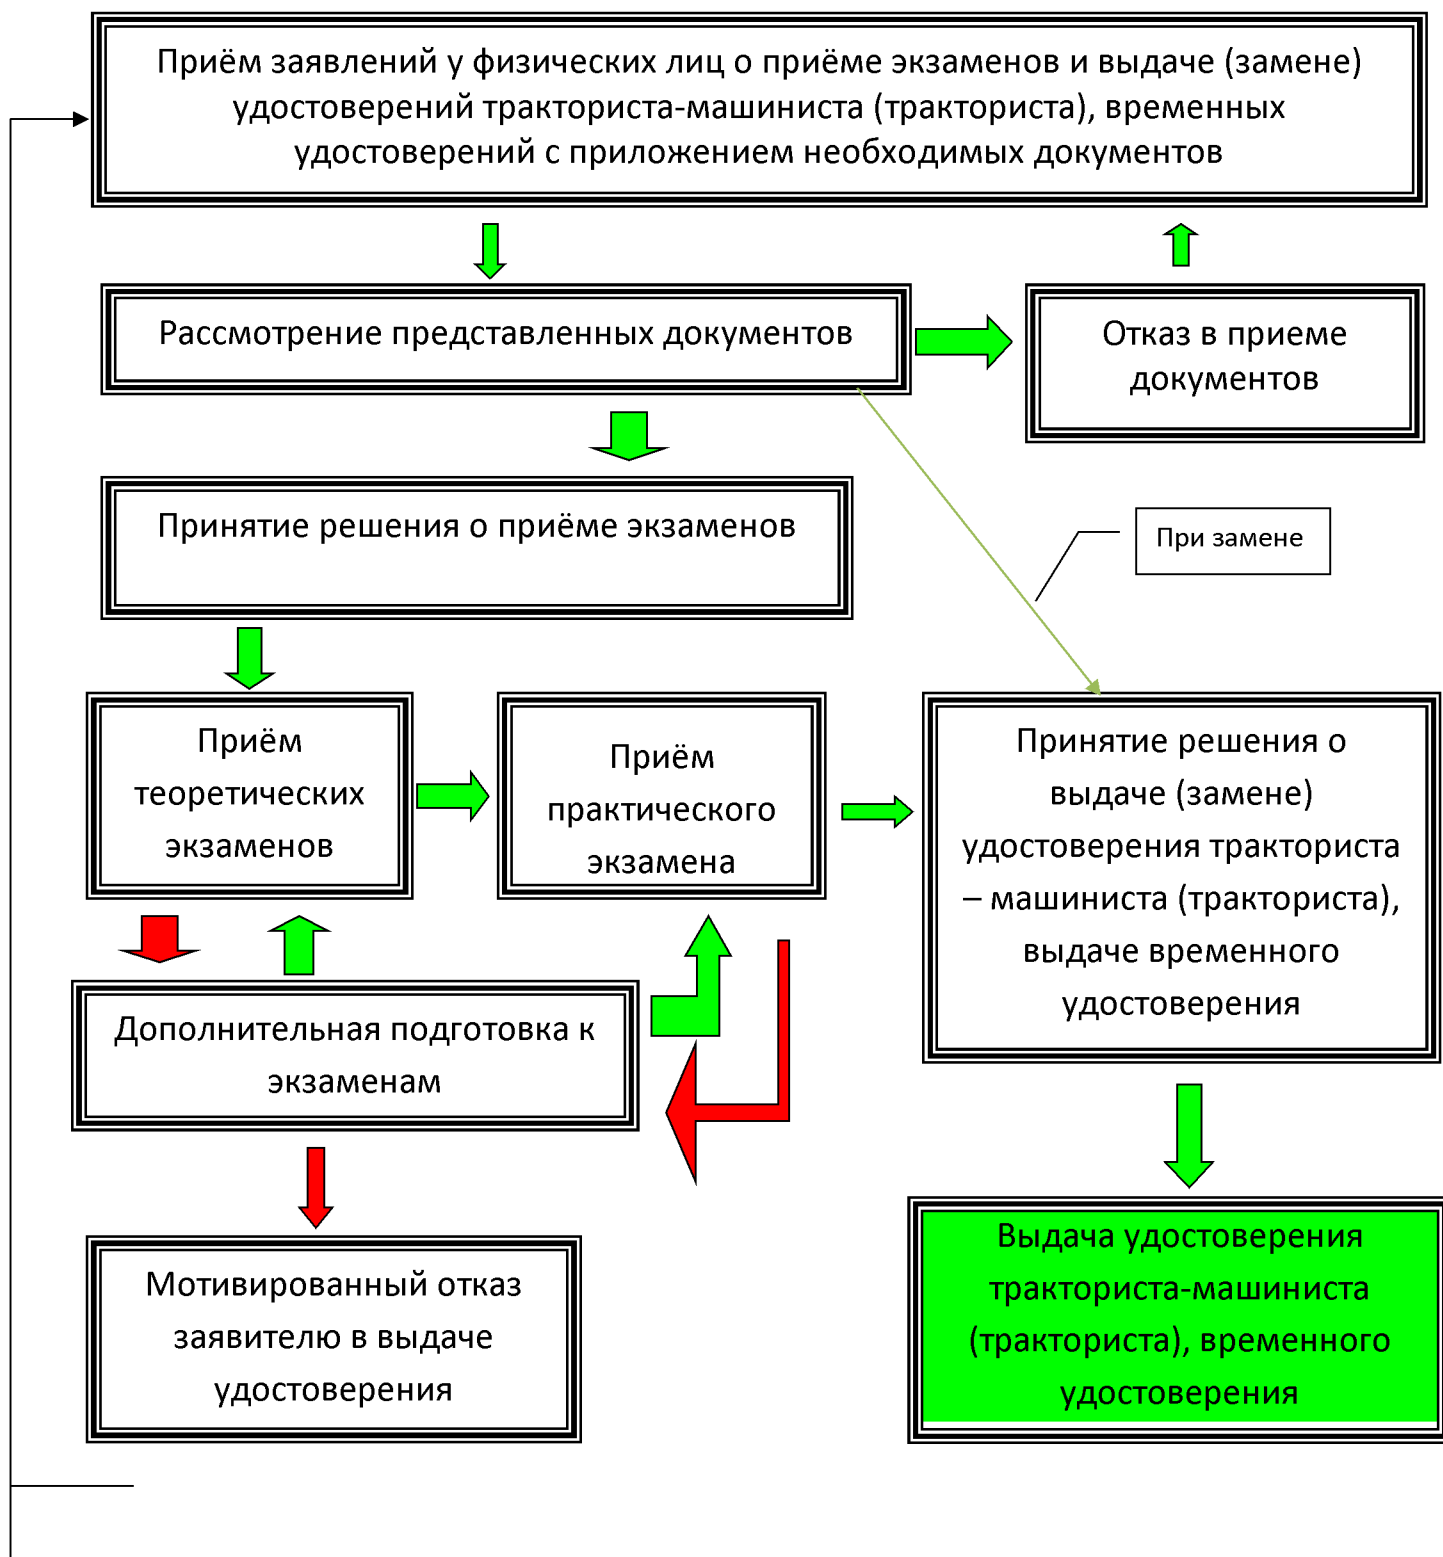 Приём заявлений у физических лиц о приёме экзаменов и выдаче (замене)
удостоверений тракториста-машиниста (тракториста), временных
удостоверений с приложением необходимых документов
Рассмотрение представленных документов
Отказ в приеме
документов
Принятие решения о приёме экзаменов
При замене
Приём
теоретических
экзаменов
Приём
практического
экзамена
Принятие решения о
выдаче (замене)
удостоверения тракториста
– машиниста (тракториста),
выдаче временного
удостоверения
Дополнительная подготовка к
экзаменам
Мотивированный отказ
заявителю в выдаче
удостоверения
Выдача удостоверения
тракториста-машиниста
(тракториста), временного
удостоверения